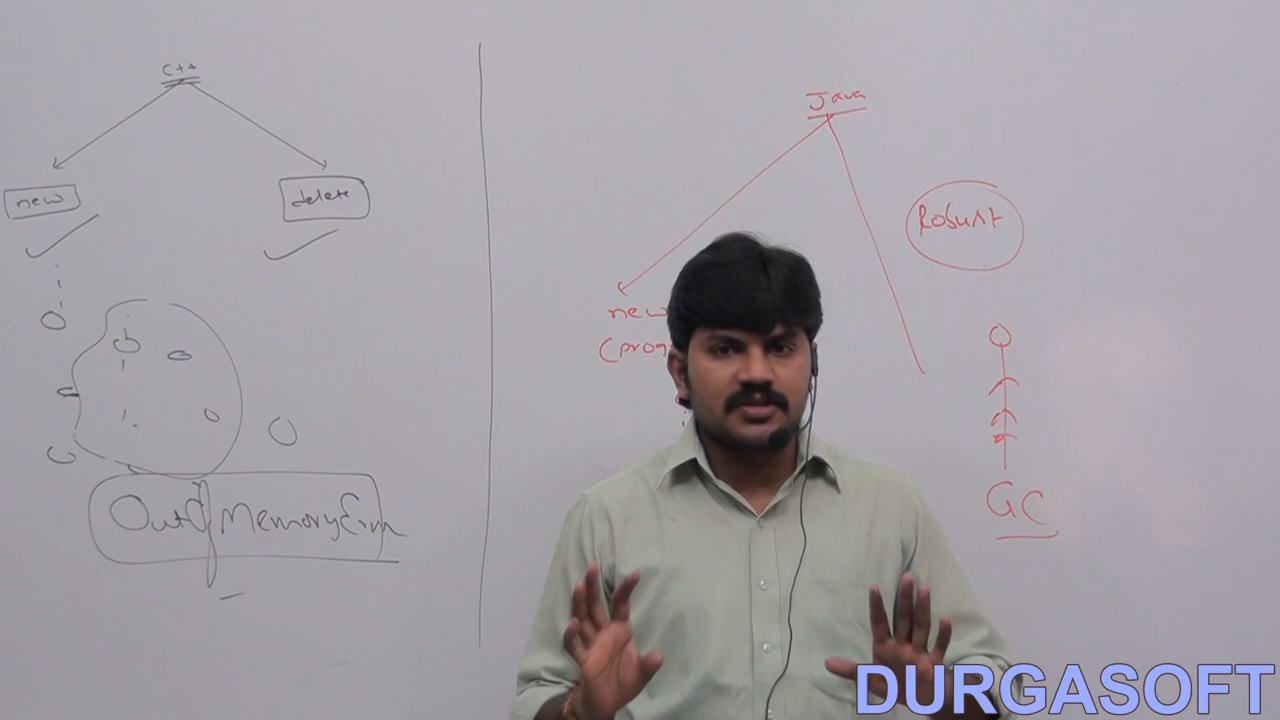 C++
new
delete
OutOfMemoryError
Java
new
(prog
Robust
GC
DURGASOFT